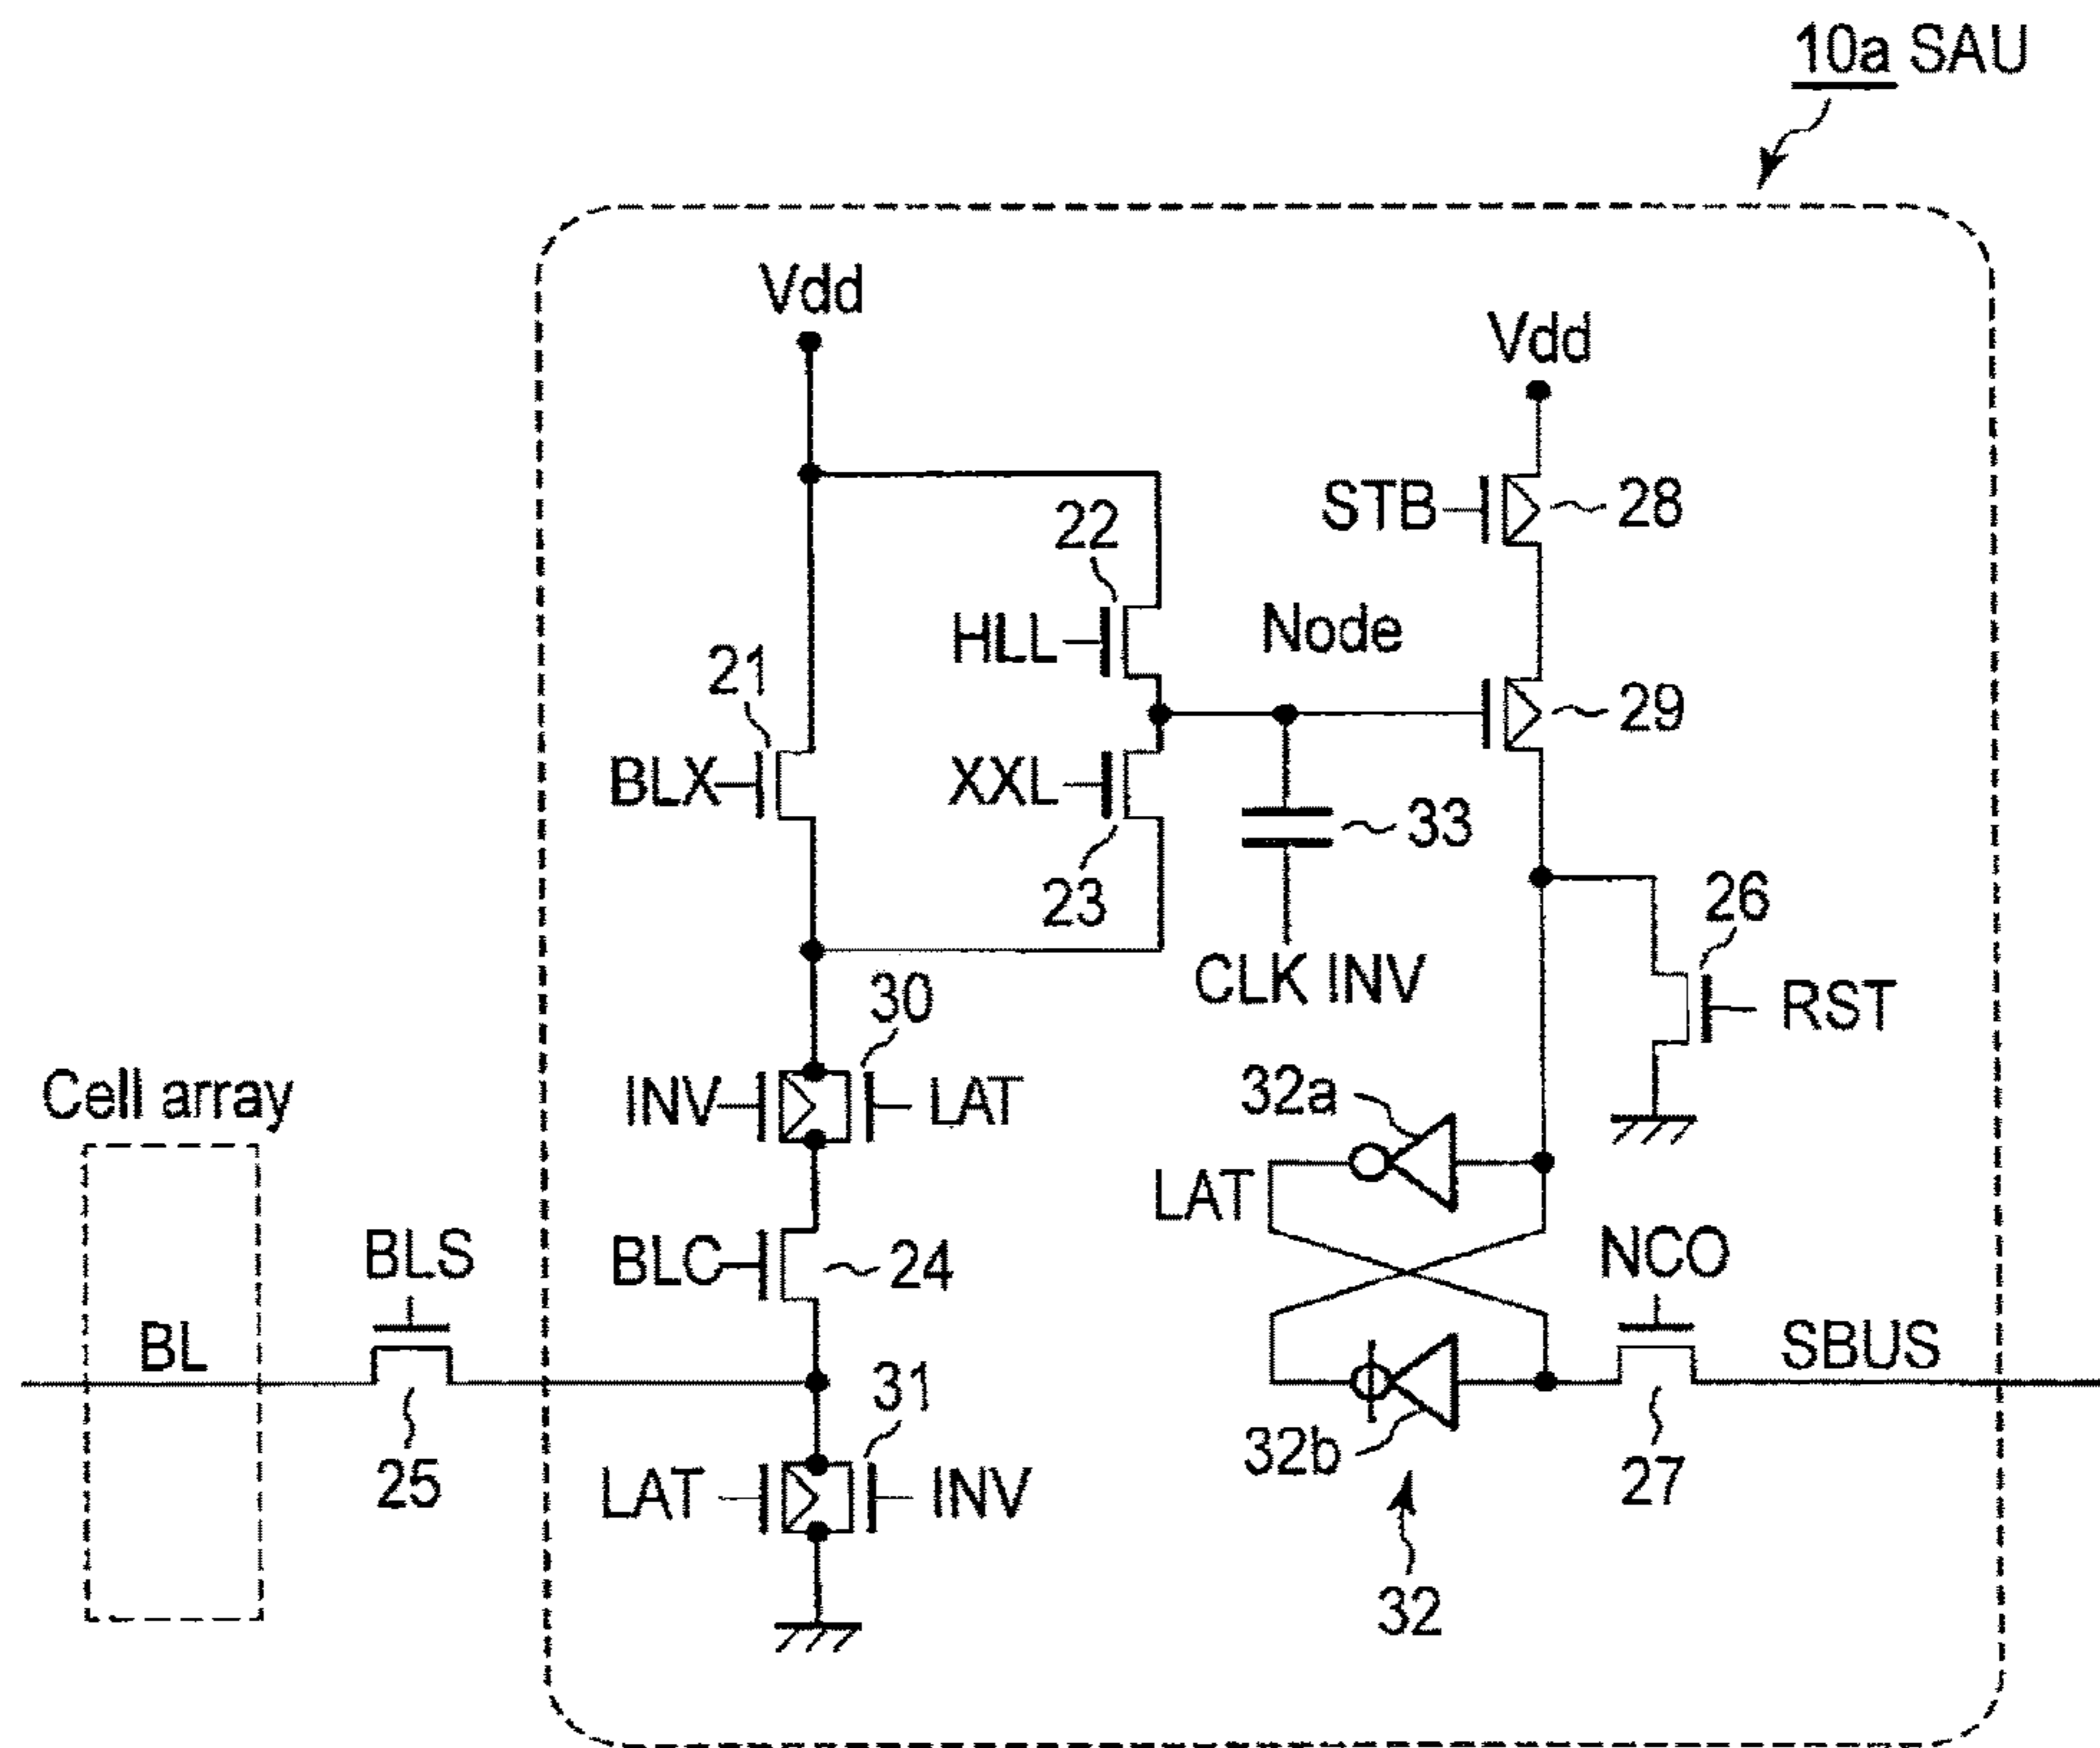 10a SAU
Vdd
Vdd
STB
28
22
HLL
Node
21
29
BLX
XXL
33
23
26
CLK INV
RST
30
Cell array
INV
LAT
32a
LAT
BLS
BLC
24
NCO
BL
SBUS
31
25
LAT
INV
32b
27
32